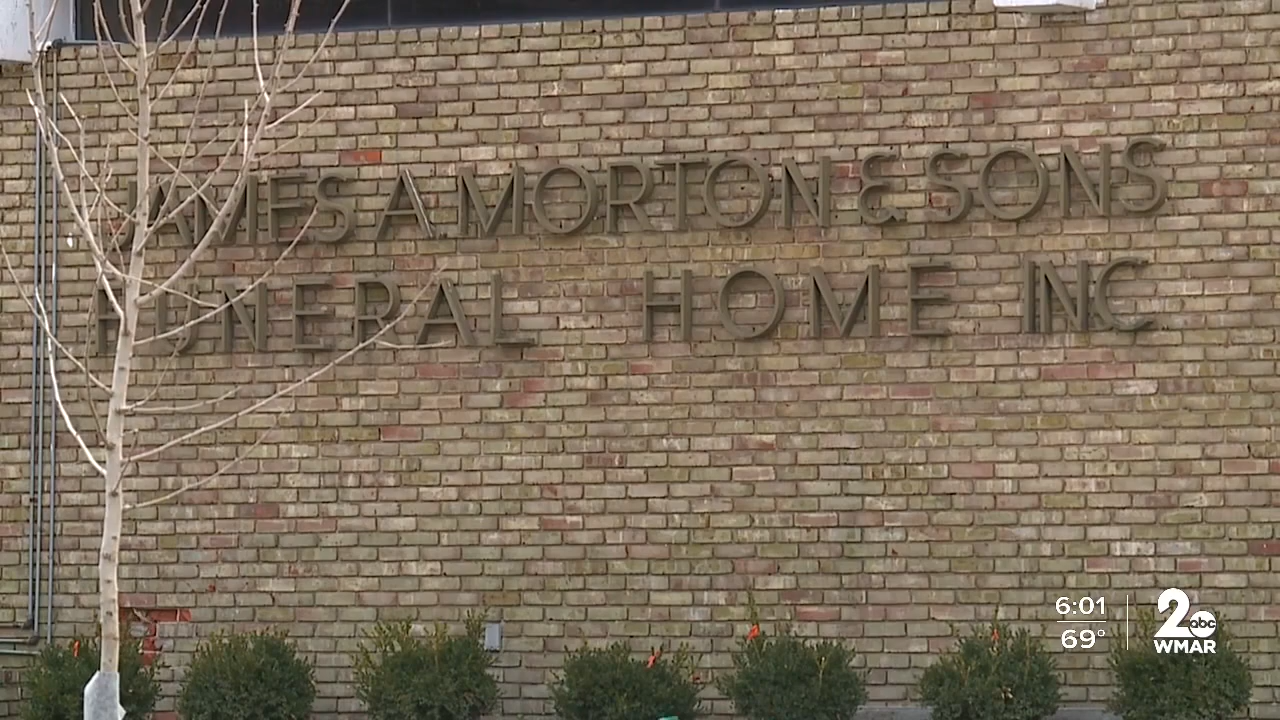 JAMES A. MORTON & SONS
FUNERAL HOME INC
6:01
69°
2 abc
WMAR